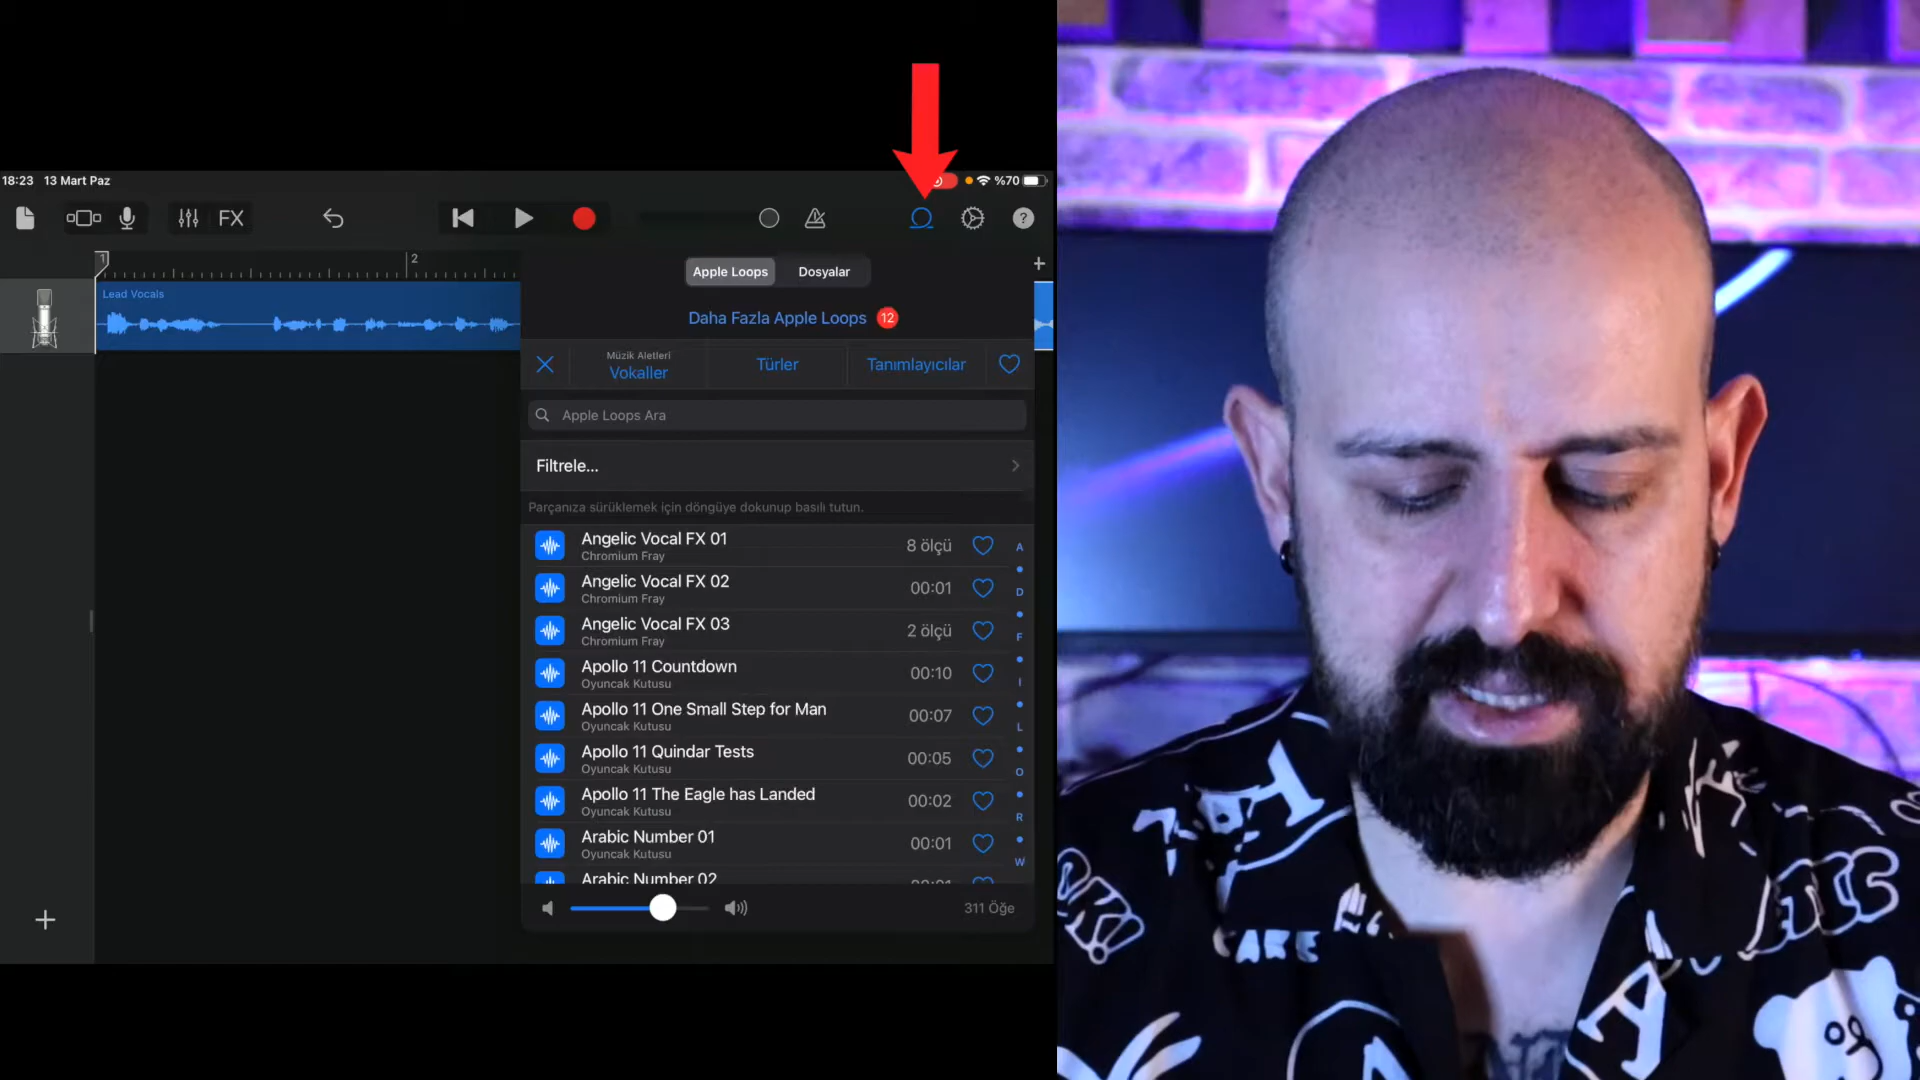 18:23 13 Mart Paz
%70
FX
?
1
2
Lead Vocals
Apple Loops
Dosyalar
Daha Fazla Apple Loops 12
Müzik Aletleri
Vokaller
Türler
Tanımlayıcılar
Apple Loops Ara
Filtrele...
Parçanıza sürüklemek için döngüye dokunup basılı tutun.
Angelic Vocal FX 01
Chromium Fray
8 ölçü
Angelic Vocal FX 02
Chromium Fray
00:01
Angelic Vocal FX 03
Chromium Fray
2 ölçü
Apollo 11 Countdown
Oyuncak Kutusu
00:10
Apollo 11 One Small Step for Man
Oyuncak Kutusu
00:07
Apollo 11 Quindar Tests
Oyuncak Kutusu
00:05
Apollo 11 The Eagle has Landed
Oyuncak Kutusu
00:02
Arabic Number 01
Oyuncak Kutusu
00:01
Arabic Number 02
A
D
F
I
L
O
R
W
311 Öğe